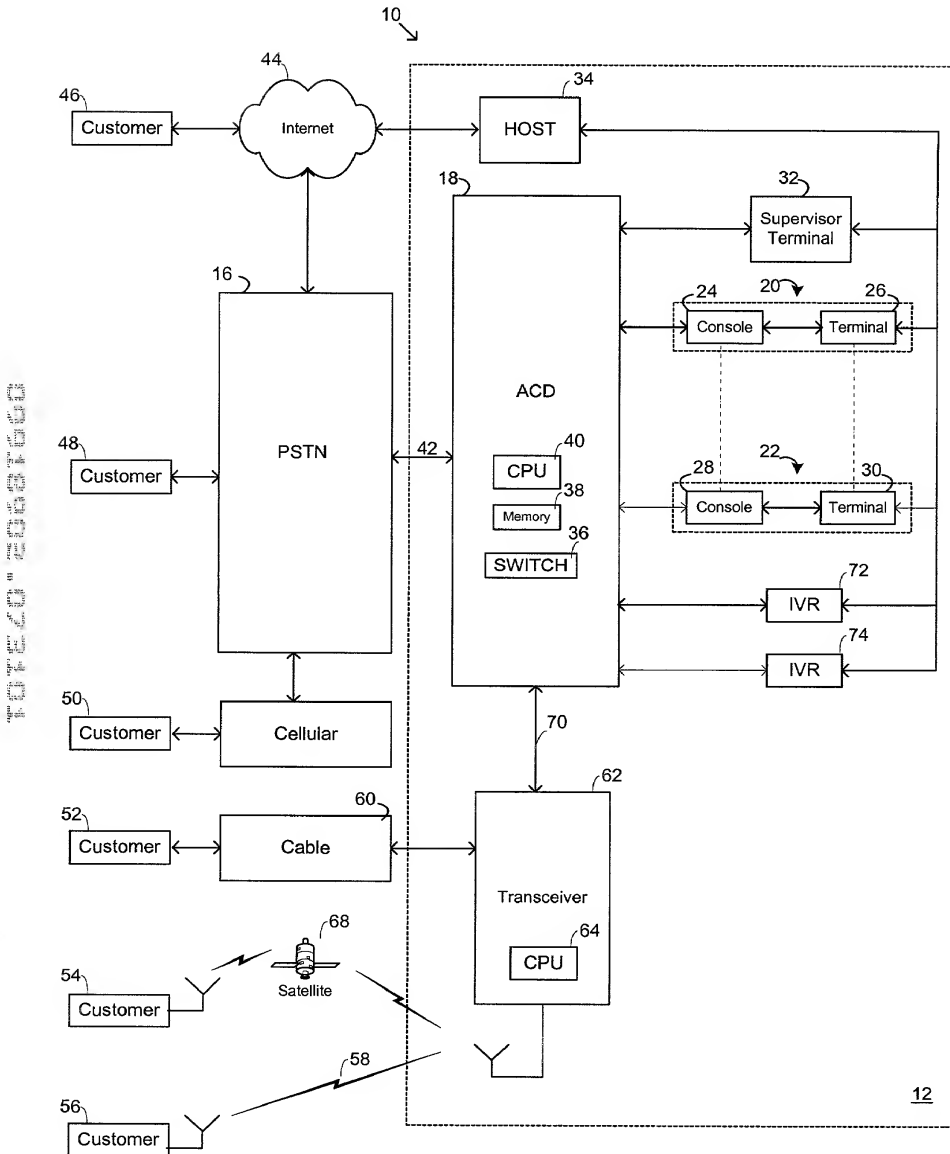 10
44
46
Customer
Internet
34
HOST
18
32
Supervisor
Terminal
16
24
20
26
Console
Terminal
ACD
48
Customer
PSTN
42
40
CPU
38
Memory
36
SWITCH
28
22
30
Console
Terminal
72
IVR
74
IVR
50
Customer
Cellular
70
62
52
Customer
60
Cable
Transceiver
64
CPU
68
Satellite
54
Customer
58
56
Customer
12